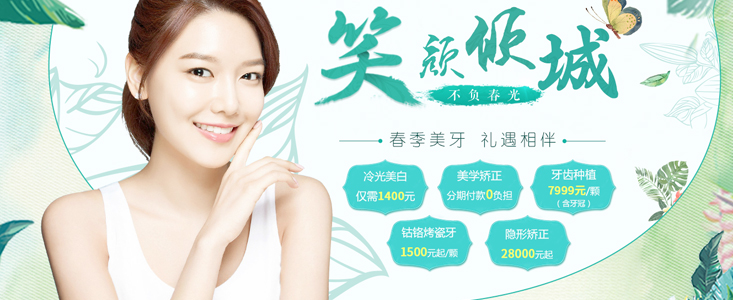 笑颜倾城
不负春光
春季美牙 礼遇相伴
冷光美白
仅需1400元
美学矫正
分期付款0负担
牙齿种植
7999元/颗
(含牙冠)
钴铬烤瓷牙
1500元起/颗
隐形矫正
28000元起